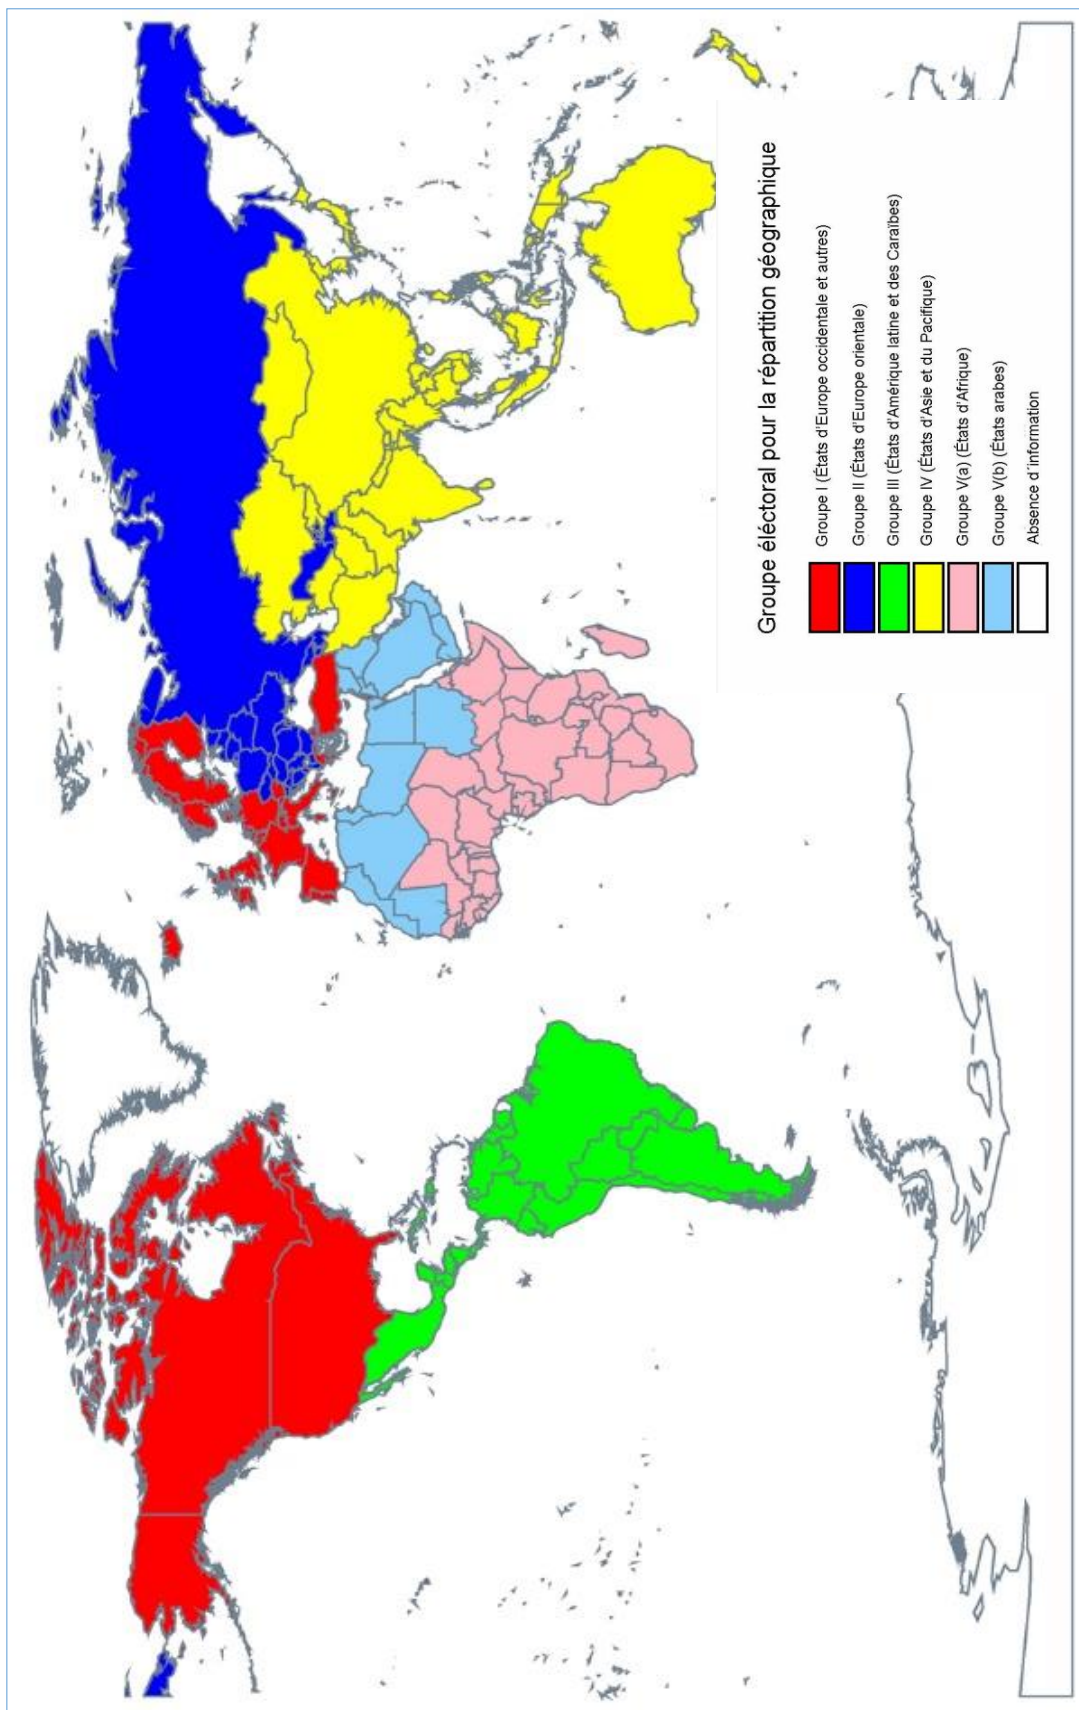 Groupe éléctoral pour la répartition géographique
Groupe I (États d'Europe occidentale et autres)
Groupe II (États d'Europe orientale)
Groupe III (États d'Amérique latine et des Caraïbes)
Groupe IV (États d'Asie et du Pacifique)
Groupe V(a) (États d'Afrique)
Groupe V(b) (États arabes)
Absence d'information